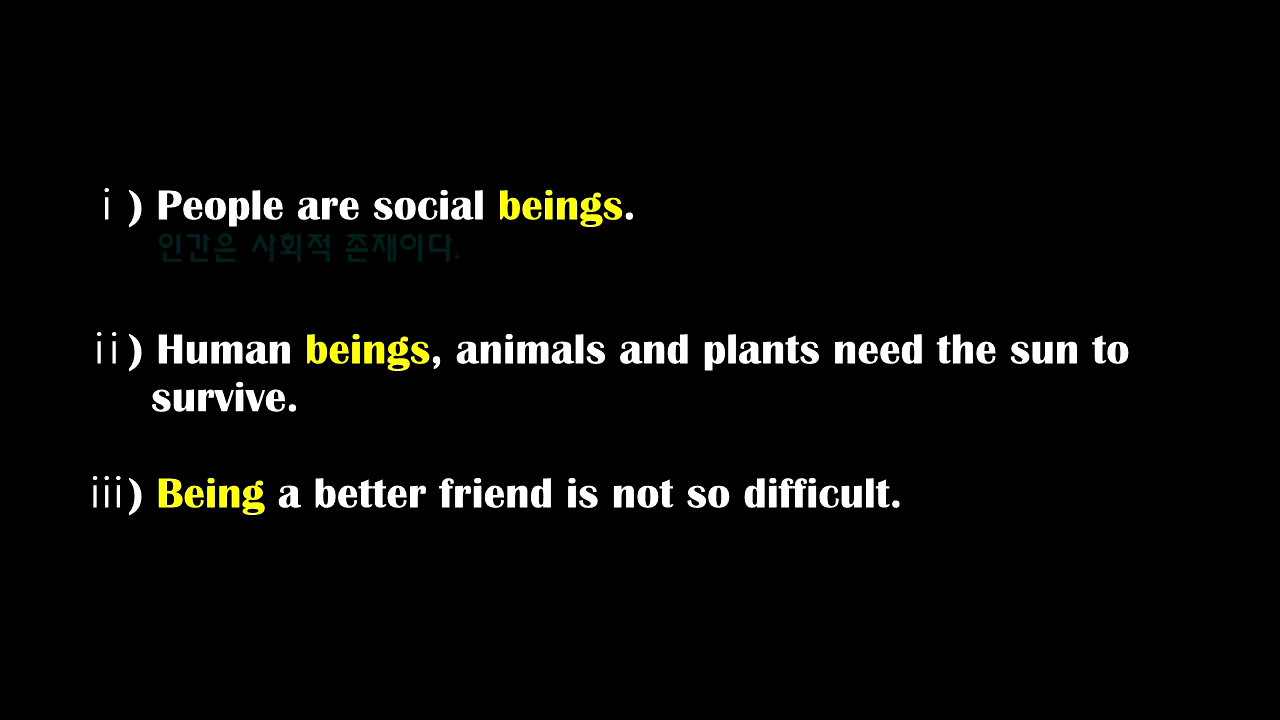 ⅰ) People are social beings.
인간은 사회적 존재이다.
ⅱ) Human beings, animals and plants need the sun to
survive.
ⅲ) Being a better friend is not so difficult.